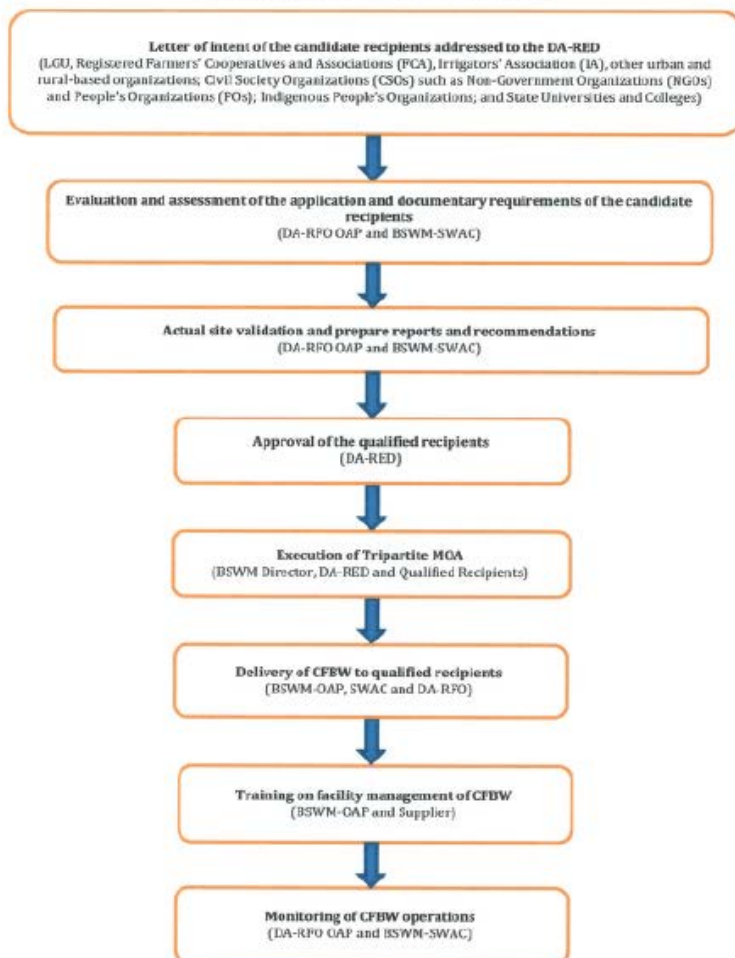 Letter of intent of the candidate recipients addressed to the DA-RED
(LGU, Registered Farmers' Cooperatives and Associations (FCA), Irrigators' Association (IA), other urban and
rural-based organizations; Civil Society Organizations (CSOs) such as Non-Government Organizations (NGOs)
and People's Organizations (POs); Indigenous People's Organizations; and State Universities and Colleges)
Evaluation and assessment of the application and documentary requirements of the candidate
recipients
(DA-RFO OAP and BSWM-SWAC)
Actual site validation and prepare reports and recommendations
(DA-RFO OAP and BSWM-SWAC)
Approval of the qualified recipients
(DA-RED)
Execution of Tripartite MOA
(BSWM Director, DA-RED and Qualified Recipients)
Delivery of CFBW to qualified recipients
(BSWM-OAP, SWAC and DA-RFO)
Training on facility management of CFBW
(BSWM-OAP and Supplier)
Monitoring of CFBW operations
(DA-RFO OAP and BSWM-SWAC)